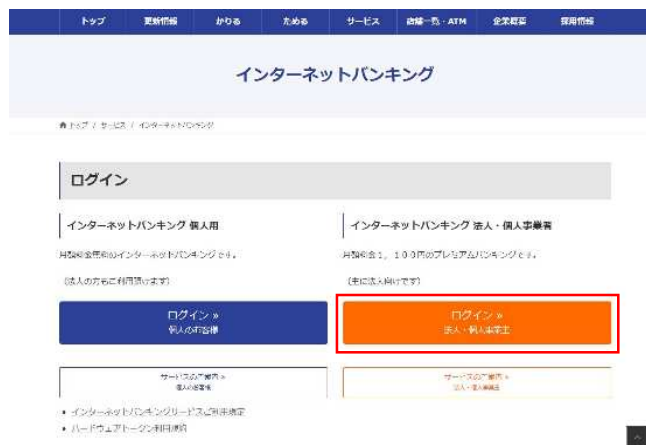 トップ 更新情報 かりる ためる サービス 店舗一覧・ATM 企業概要 採用情報
インターネットバンキング
トップ / サービス / インターネットバンキング
ログイン
インターネットバンキング 個人用
月額料金無料のインターネットバンキングです。
(法人の方もご利用頂けます)
ログイン »
個人のお客様
サービスのご案内 »
個人のお客様
インターネットバンキング 法人・個人事業者
月額料金1,100円のプレミアムバンキングです。
(主に法人向けです)
ログイン »
法人・個人事業主
サービスのご案内 »
法人・個人事業主
• インターネットバンキングサービスご利用規定
• ハードウェアトークン利用規約